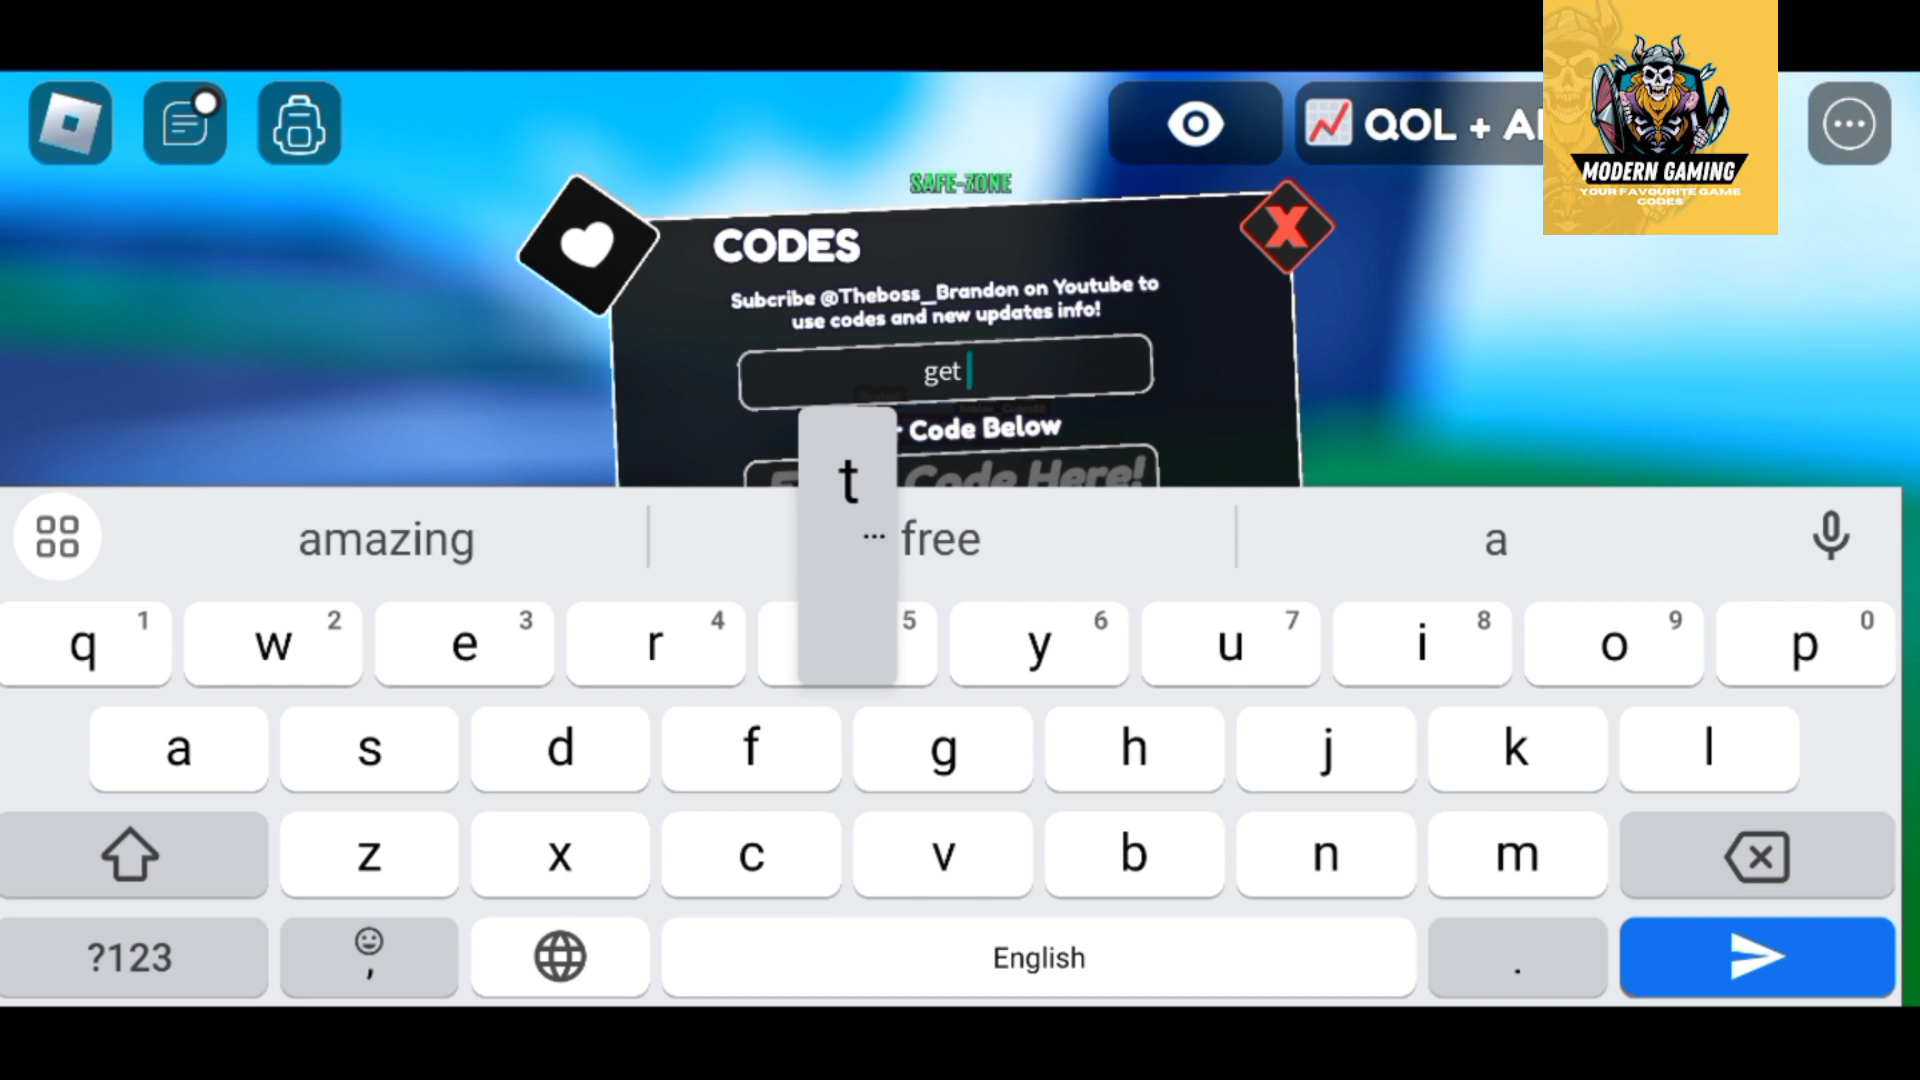 QOL + A
MODERN GAMING
YOUR FAVOURITE GAME
CODES
SAFE-ZONE
CODES
Subcribe @Theboss_Brandon on Youtube to
use codes and new updates info!
get
Code Below
Code Here!
t
amazing
... free
a
q 1 w 2 e 3 r 4 5 y 6 u 7 i 8 o 9 p 0
a s d f g h j k l
z x c v b n m
?123 , English .